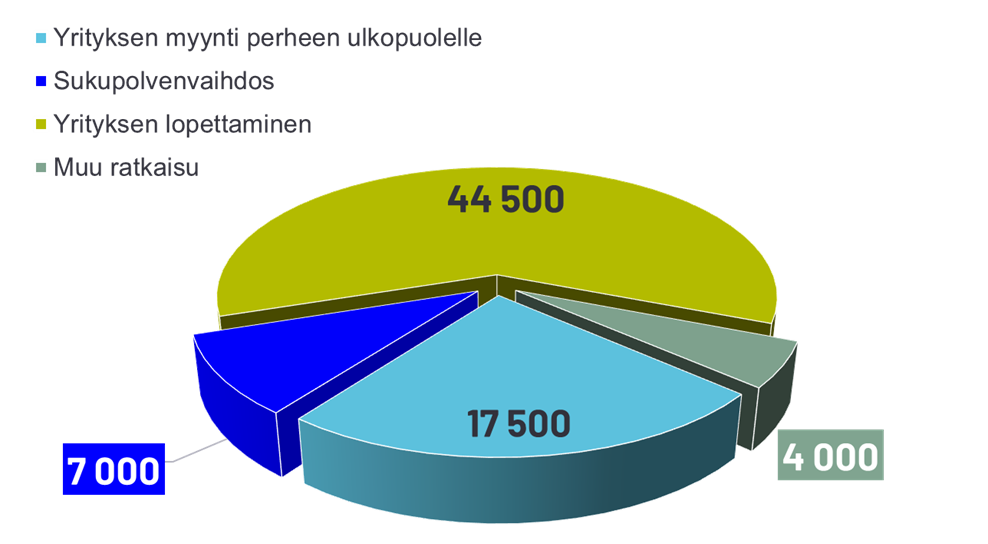 Yrityksen myynti perheen ulkopuolelle
Sukupolvenvaihdos
Yrityksen lopettaminen
Muu ratkaisu
44 500
17 500
7 000
4 000